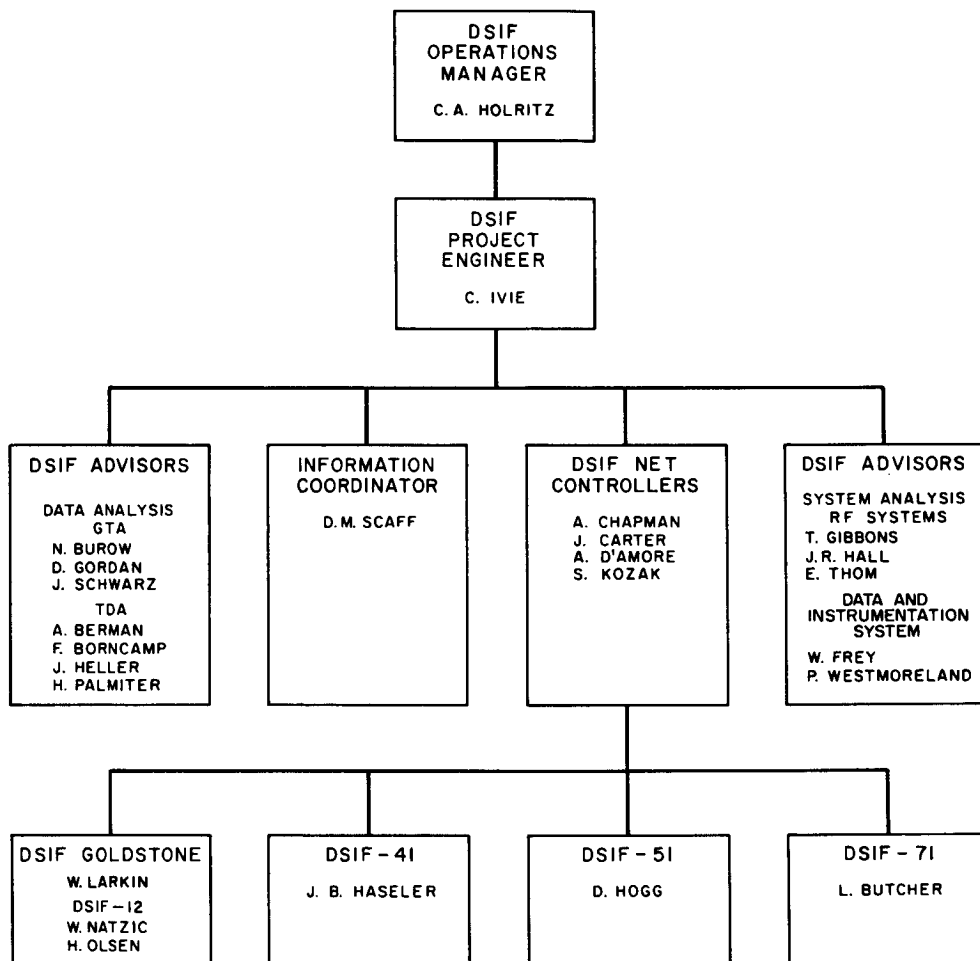 DSIF
OPERATIONS
MANAGER
C. A. HOLRITZ
DSIF
PROJECT
ENGINEER
C. IVIE
DSIF ADVISORS
DATA ANALYSIS
GTA
N. BUROW
D. GORDAN
J. SCHWARZ
TDA
A. BERMAN
F. BORNCAMP
J. HELLER
H. PALMITER
INFORMATION
COORDINATOR
D. M. SCAFF
DSIF NET
CONTROLLERS
A. CHAPMAN
J. CARTER
A. D'AMORE
S. KOZAK
DSIF ADVISORS
SYSTEM ANALYSIS
RF SYSTEMS
T. GIBBONS
J. R. HALL
E. THOM
DATA AND
INSTRUMENTATION
SYSTEM
W. FREY
P. WESTMORELAND
DSIF GOLDSTONE
W. LARKIN
DSIF-12
W. NATZIC
H. OLSEN
DSIF-41
J. B. HASELER
DSIF-51
D. HOGG
DSIF-71
L. BUTCHER